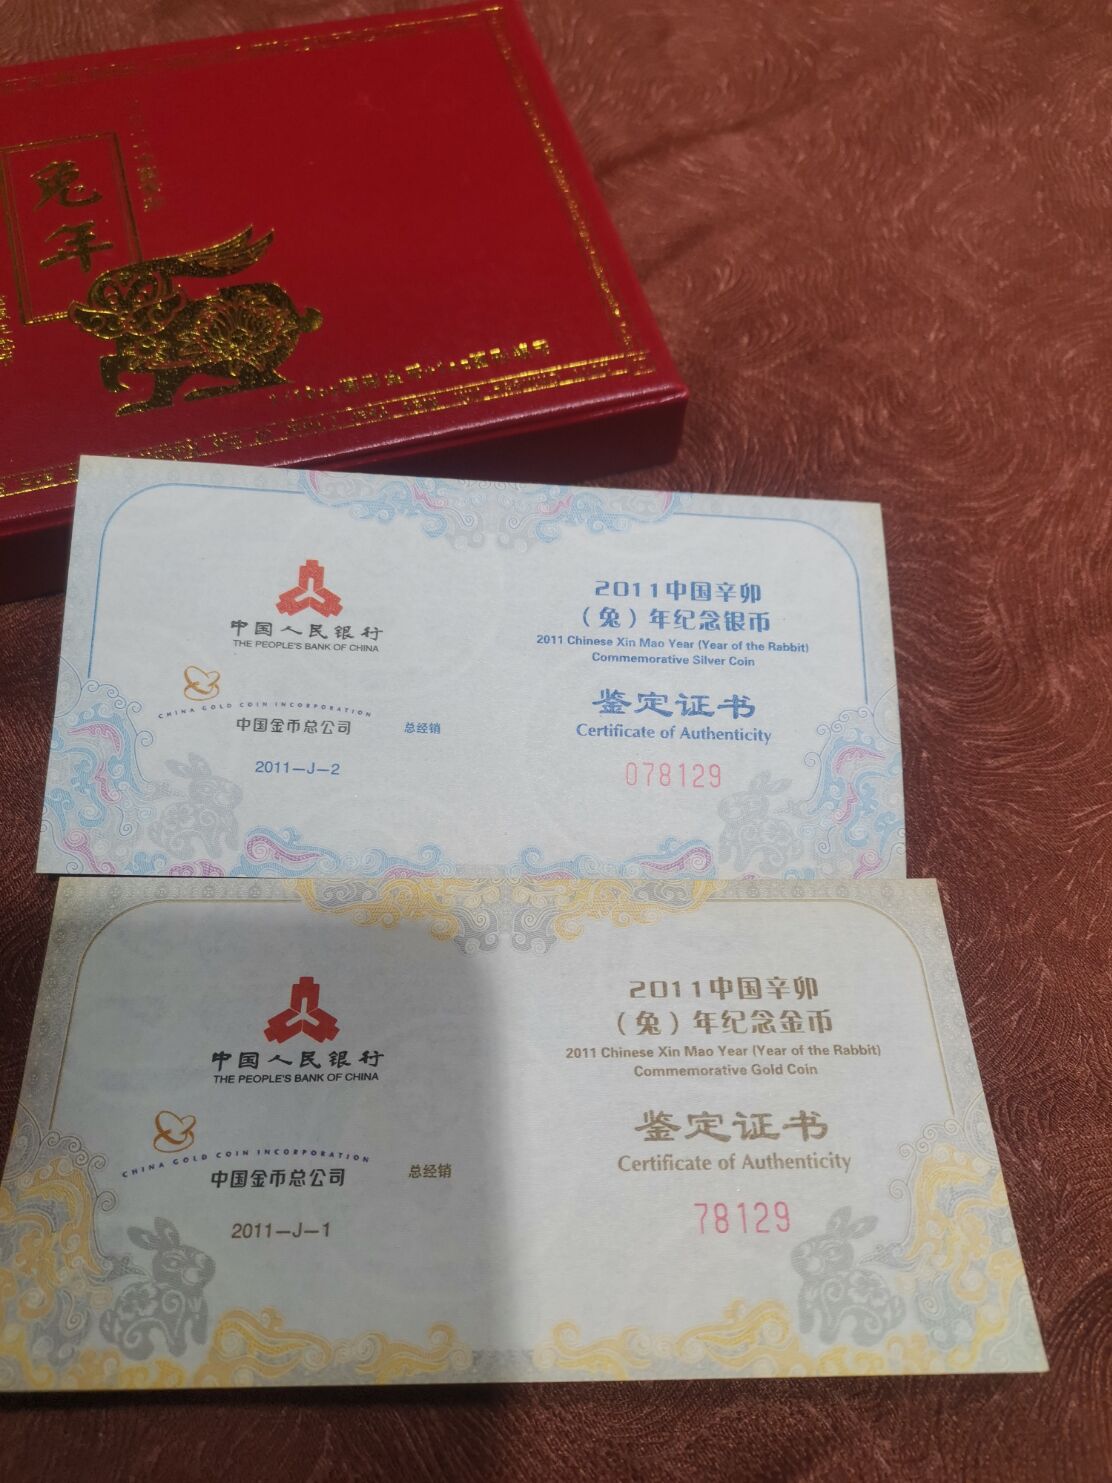 兔
年
中国人民银行
THE PEOPLE'S BANK OF CHINA
CHINA GOLD COIN INCORPORATION
中国金币总公司
总经销
2011-J-2
2011中国辛卯
（兔）年纪念银币
2011 Chinese Xin Mao Year (Year of the Rabbit)
Commemorative Silver Coin
鉴定证书
Certificate of Authenticity
078129
中国人民银行
THE PEOPLE'S BANK OF CHINA
CHINA GOLD COIN INCORPORATION
中国金币总公司
总经销
2011-J-1
2011中国辛卯
（兔）年纪念金币
2011 Chinese Xin Mao Year (Year of the Rabbit)
Commemorative Gold Coin
鉴定证书
Certificate of Authenticity
78129